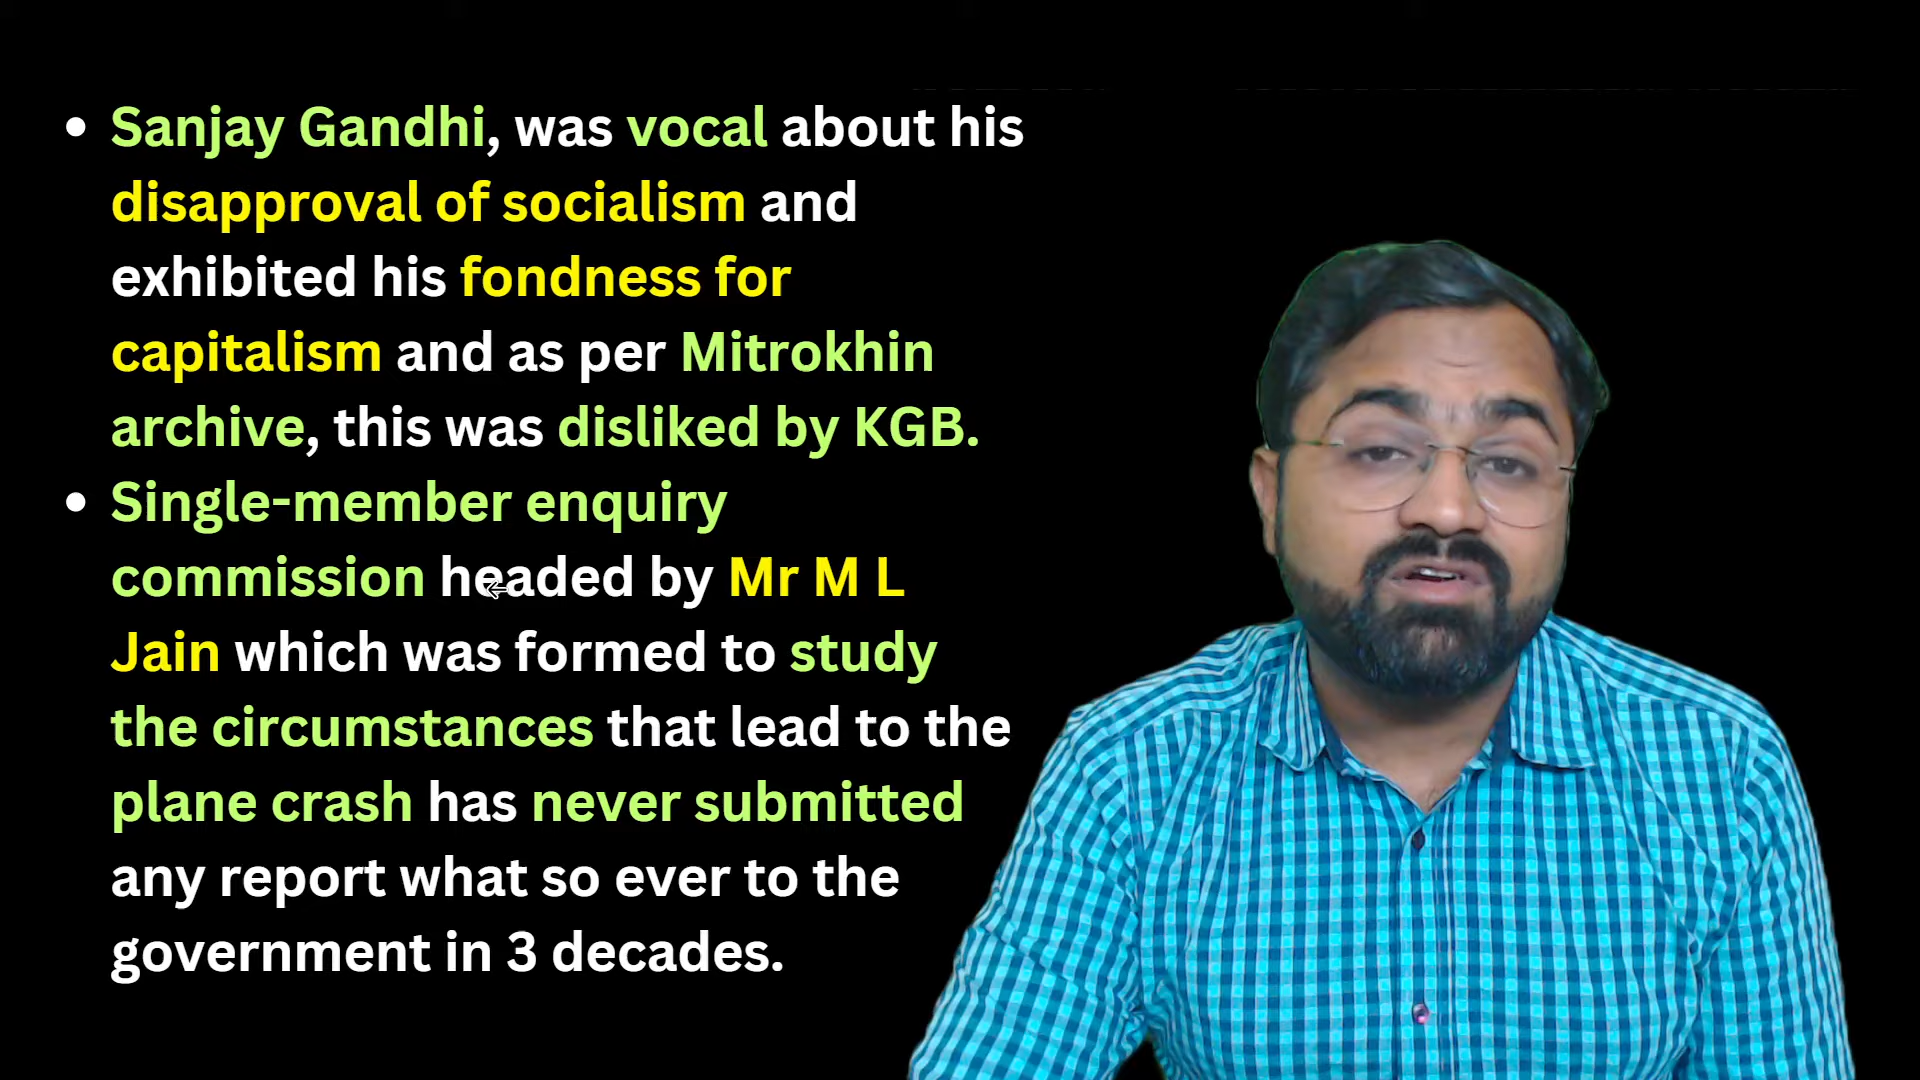 • Sanjay Gandhi, was vocal about his
disapproval of socialism and
exhibited his fondness for
capitalism and as per Mitrokhin
archive, this was disliked by KGB.
• Single-member enquiry
commission headed by Mr M L
Jain which was formed to study
the circumstances that lead to the
plane crash has never submitted
any report what so ever to the
government in 3 decades.